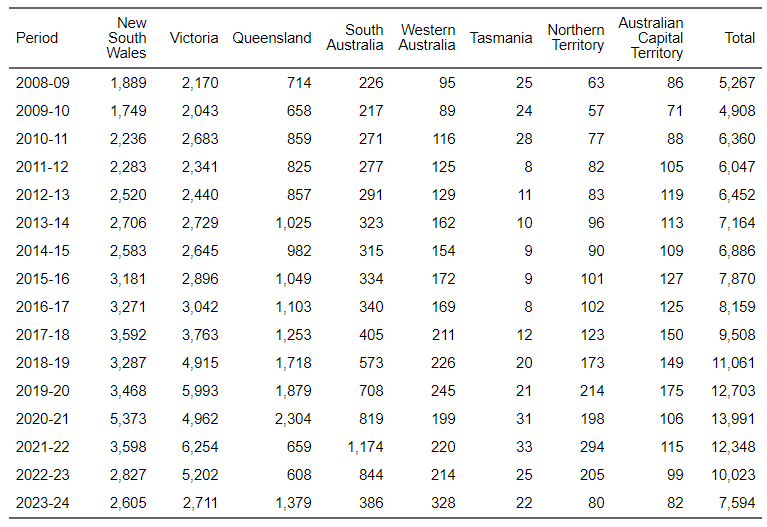 Period New South Wales Victoria Queensland South Australia Western Australia Tasmania Northern Territory Australian Capital Territory Total
2008-09 1,889 2,170 714 226 95 25 63 86 5,267
2009-10 1,749 2,043 658 217 89 24 57 71 4,908
2010-11 2,236 2,683 859 271 116 28 77 88 6,360
2011-12 2,283 2,341 825 277 125 8 82 105 6,047
2012-13 2,520 2,440 857 291 129 11 83 119 6,452
2013-14 2,706 2,729 1,025 323 162 10 96 113 7,164
2014-15 2,583 2,645 982 315 154 9 90 109 6,886
2015-16 3,181 2,896 1,049 334 172 9 101 127 7,870
2016-17 3,271 3,042 1,103 340 169 8 102 125 8,159
2017-18 3,592 3,763 1,253 405 211 12 123 150 9,508
2018-19 3,287 4,915 1,718 573 226 20 173 149 11,061
2019-20 3,468 5,993 1,879 708 245 21 214 175 12,703
2020-21 5,373 4,962 2,304 819 199 31 198 106 13,991
2021-22 3,598 6,254 659 1,174 220 33 294 115 12,348
2022-23 2,827 5,202 608 844 214 25 205 99 10,023
2023-24 2,605 2,711 1,379 386 328 22 80 82 7,594